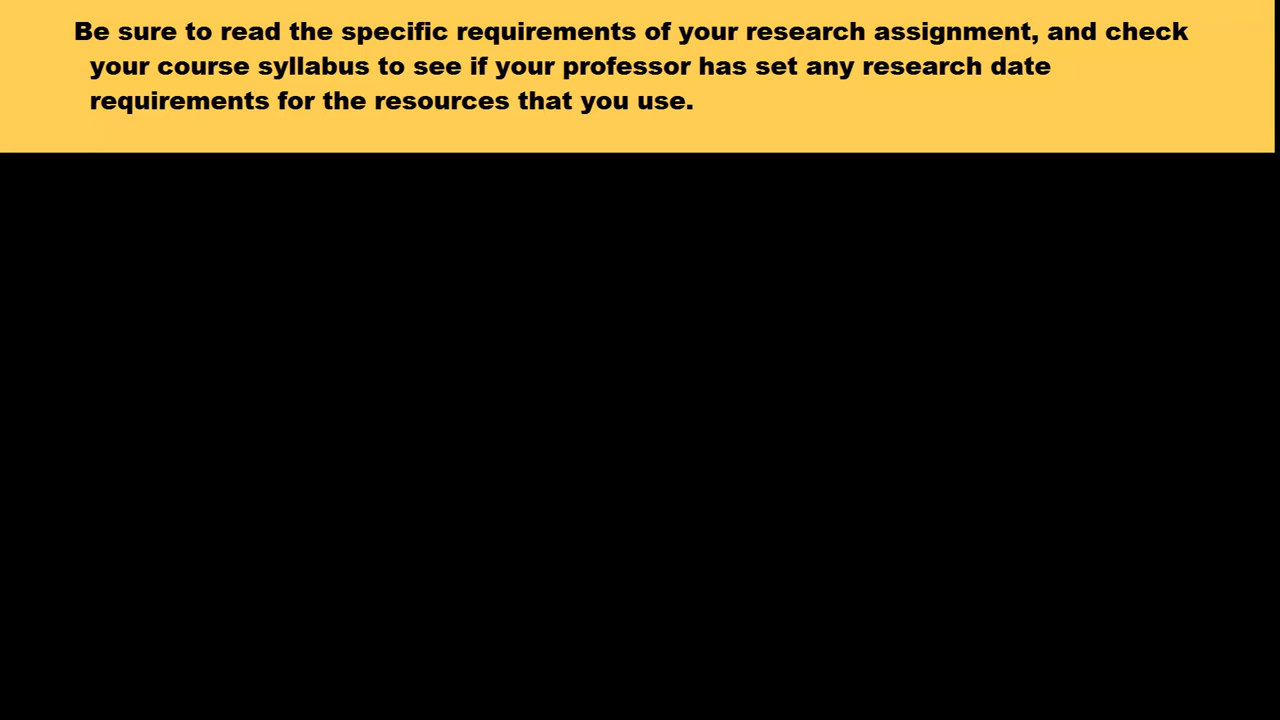 Be sure to read the specific requirements of your research assignment, and check
your course syllabus to see if your professor has set any research date
requirements for the resources that you use.